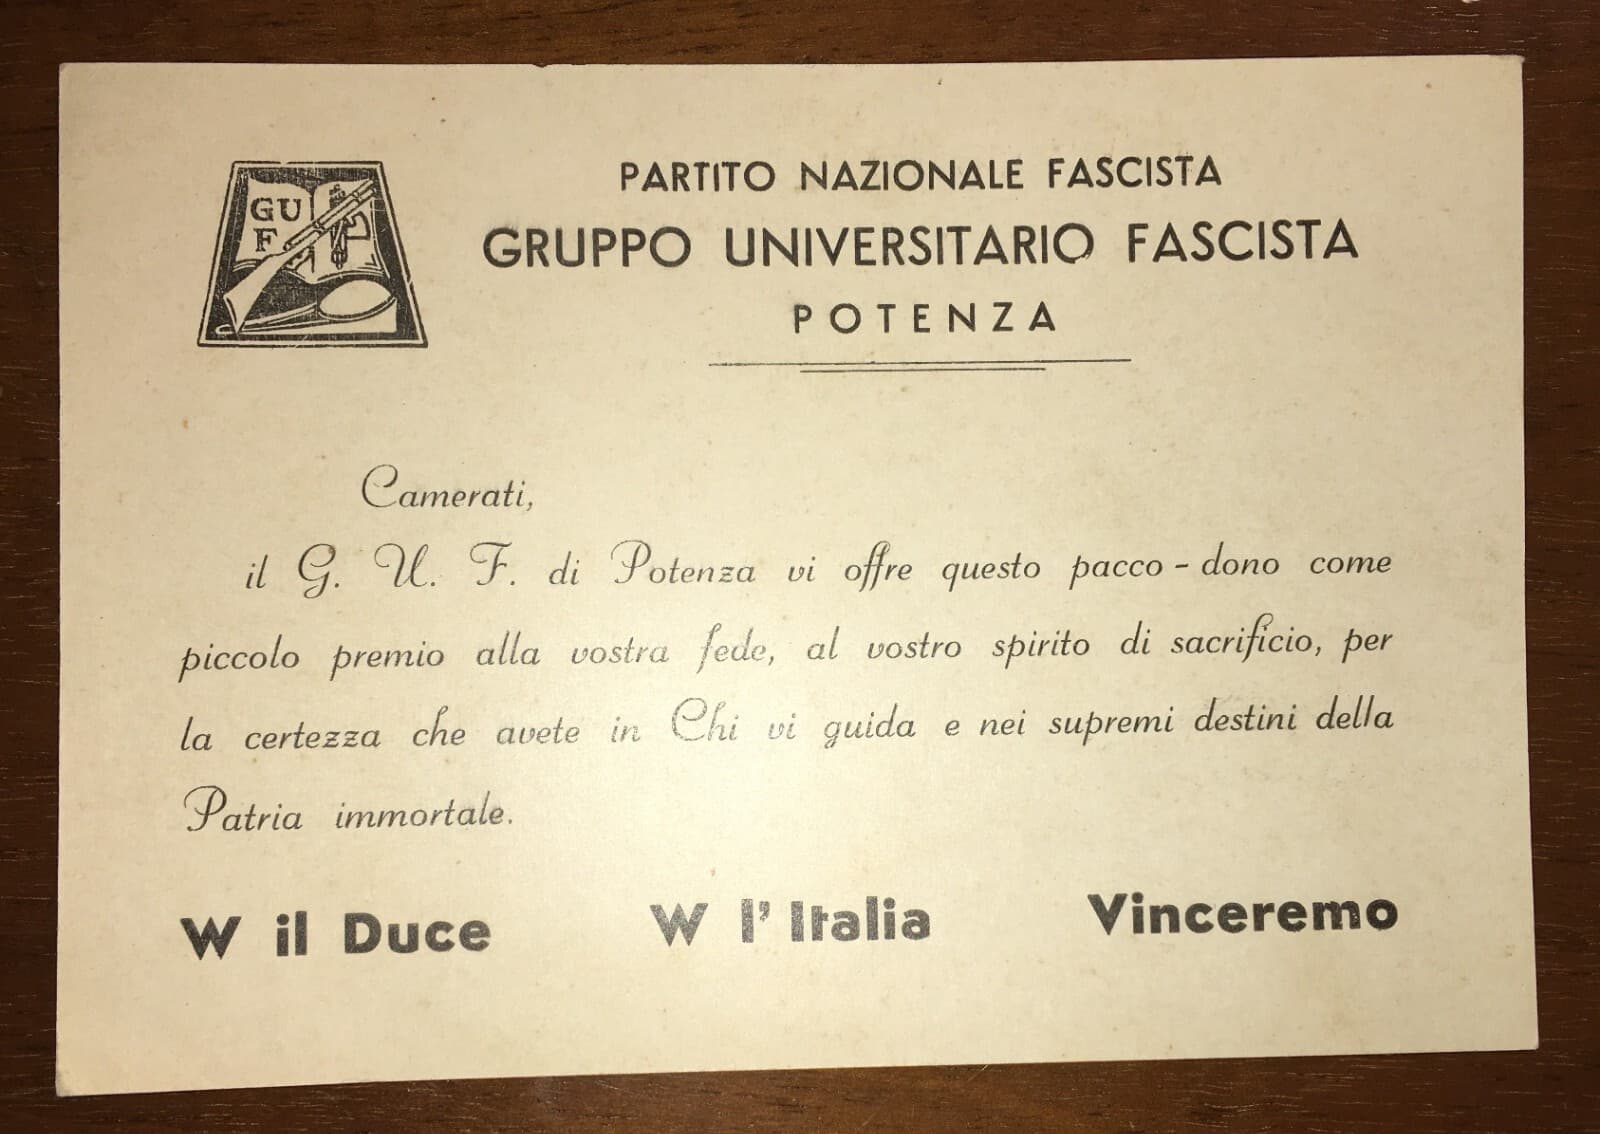 GU
F
PARTITO NAZIONALE FASCISTA
GRUPPO UNIVERSITARIO FASCISTA
POTENZA
Camerati,
il G. U. F. di Potenza vi offre questo pacco - dono come
piccolo premio alla vostra fede, al vostro spirito di sacrificio, per
la certezza che avete in Chi vi guida e nei supremi destini della
Patria immortale.
W il Duce W l' Italia Vinceremo